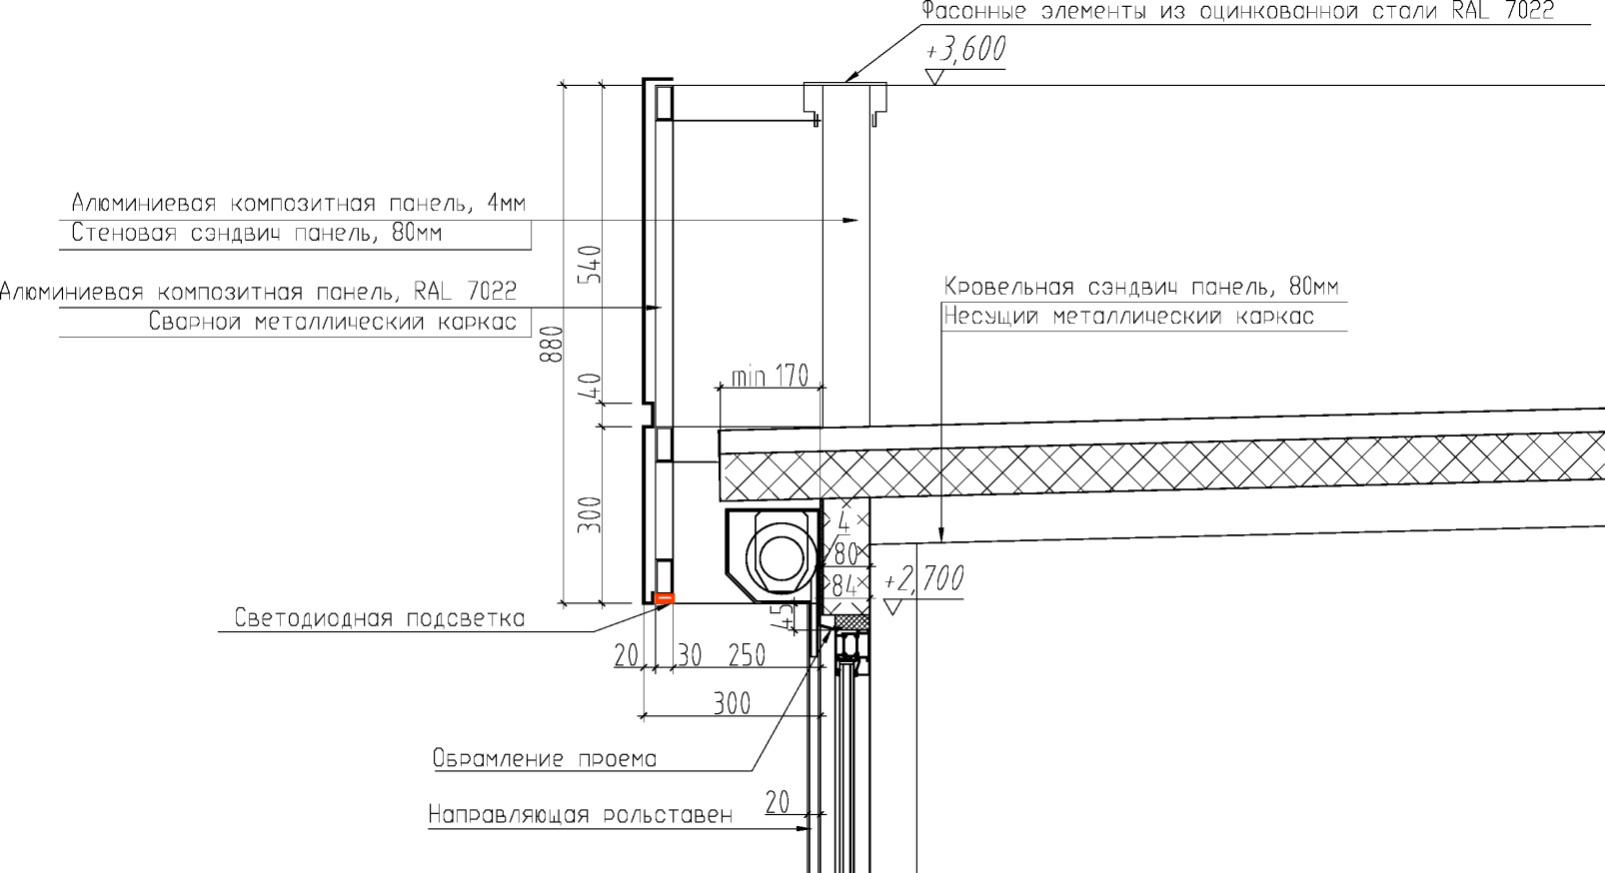 Фасонные элементы из оцинкованной стали RAL 7022
+3,600
Алюминиевая композитная панель, 4мм
Стеновая сэндвич панель, 80мм
540
Кровельная сэндвич панель, 80мм
Алюминиевая композитная панель, RAL 7022
Несущий металлический каркас
Сварной металлический каркас
880
min 170
40
300
4
80
+2,700
84
45
Светодиодная подсветка
20 30 250
300
Обрамление проема
20
Направляющая рольставен